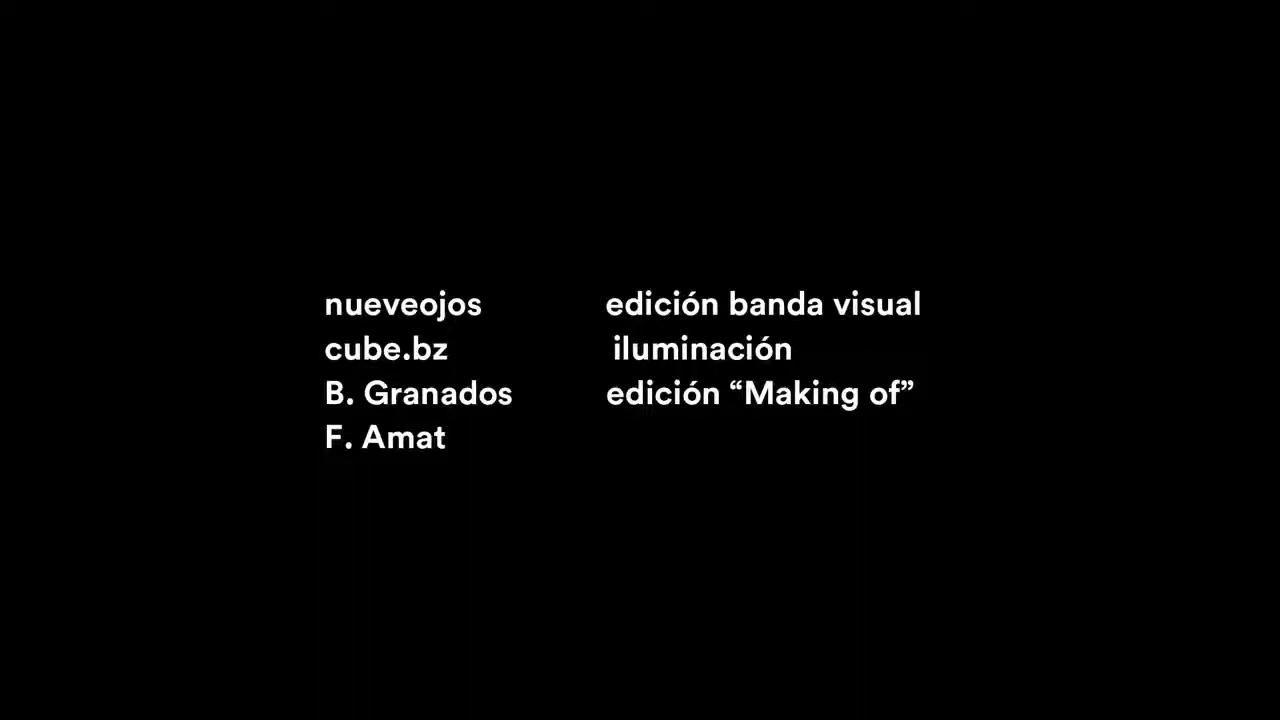 nueveojos edición banda visual
cube.bz iluminación
B. Granados edición “Making of”
F. Amat